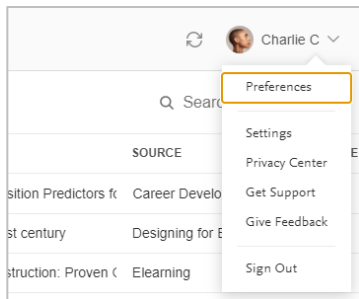 Charlie C
Preferences
Searc
Settings
SOURCE
E
Privacy Center
sition Predictors fo Career Develo
Get Support
st century Designing for E
Give Feedback
struction: Proven ( Elearning
Sign Out